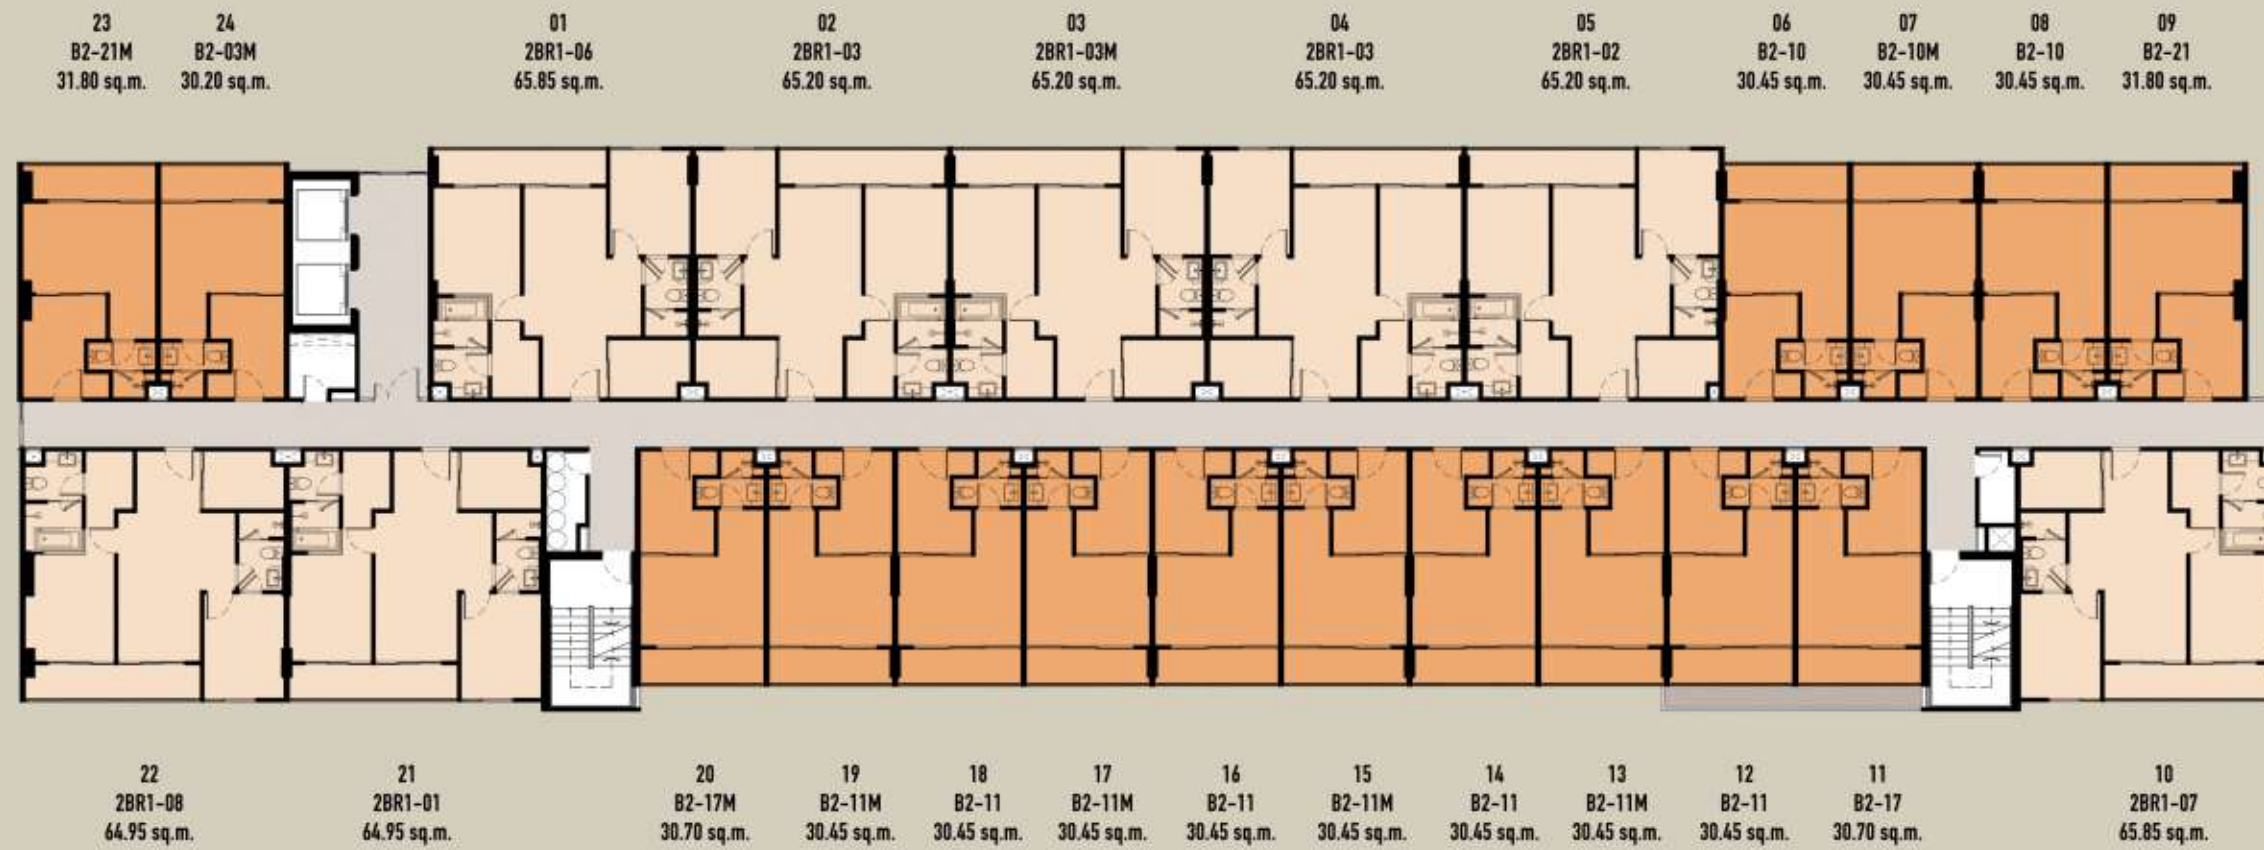 23
B2-21M
31.80 sq.m.
24
B2-03M
30.20 sq.m.
01
2BR1-06
65.85 sq.m.
02
2BR1-03
65.20 sq.m.
03
2BR1-03M
65.20 sq.m.
04
2BR1-03
65.20 sq.m.
05
2BR1-02
65.20 sq.m.
06
B2-10
30.45 sq.m.
07
B2-10M
30.45 sq.m.
08
B2-10
30.45 sq.m.
09
B2-21
31.80 sq.m.
22
2BR1-08
64.95 sq.m.
21
2BR1-01
64.95 sq.m.
20
B2-17M
30.70 sq.m.
19
B2-11M
30.45 sq.m.
18
B2-11
30.45 sq.m.
17
B2-11M
30.45 sq.m.
16
B2-11
30.45 sq.m.
15
B2-11M
30.45 sq.m.
14
B2-11
30.45 sq.m.
13
B2-11M
30.45 sq.m.
12
B2-11
30.45 sq.m.
11
B2-17
30.70 sq.m.
10
2BR1-07
65.85 sq.m.